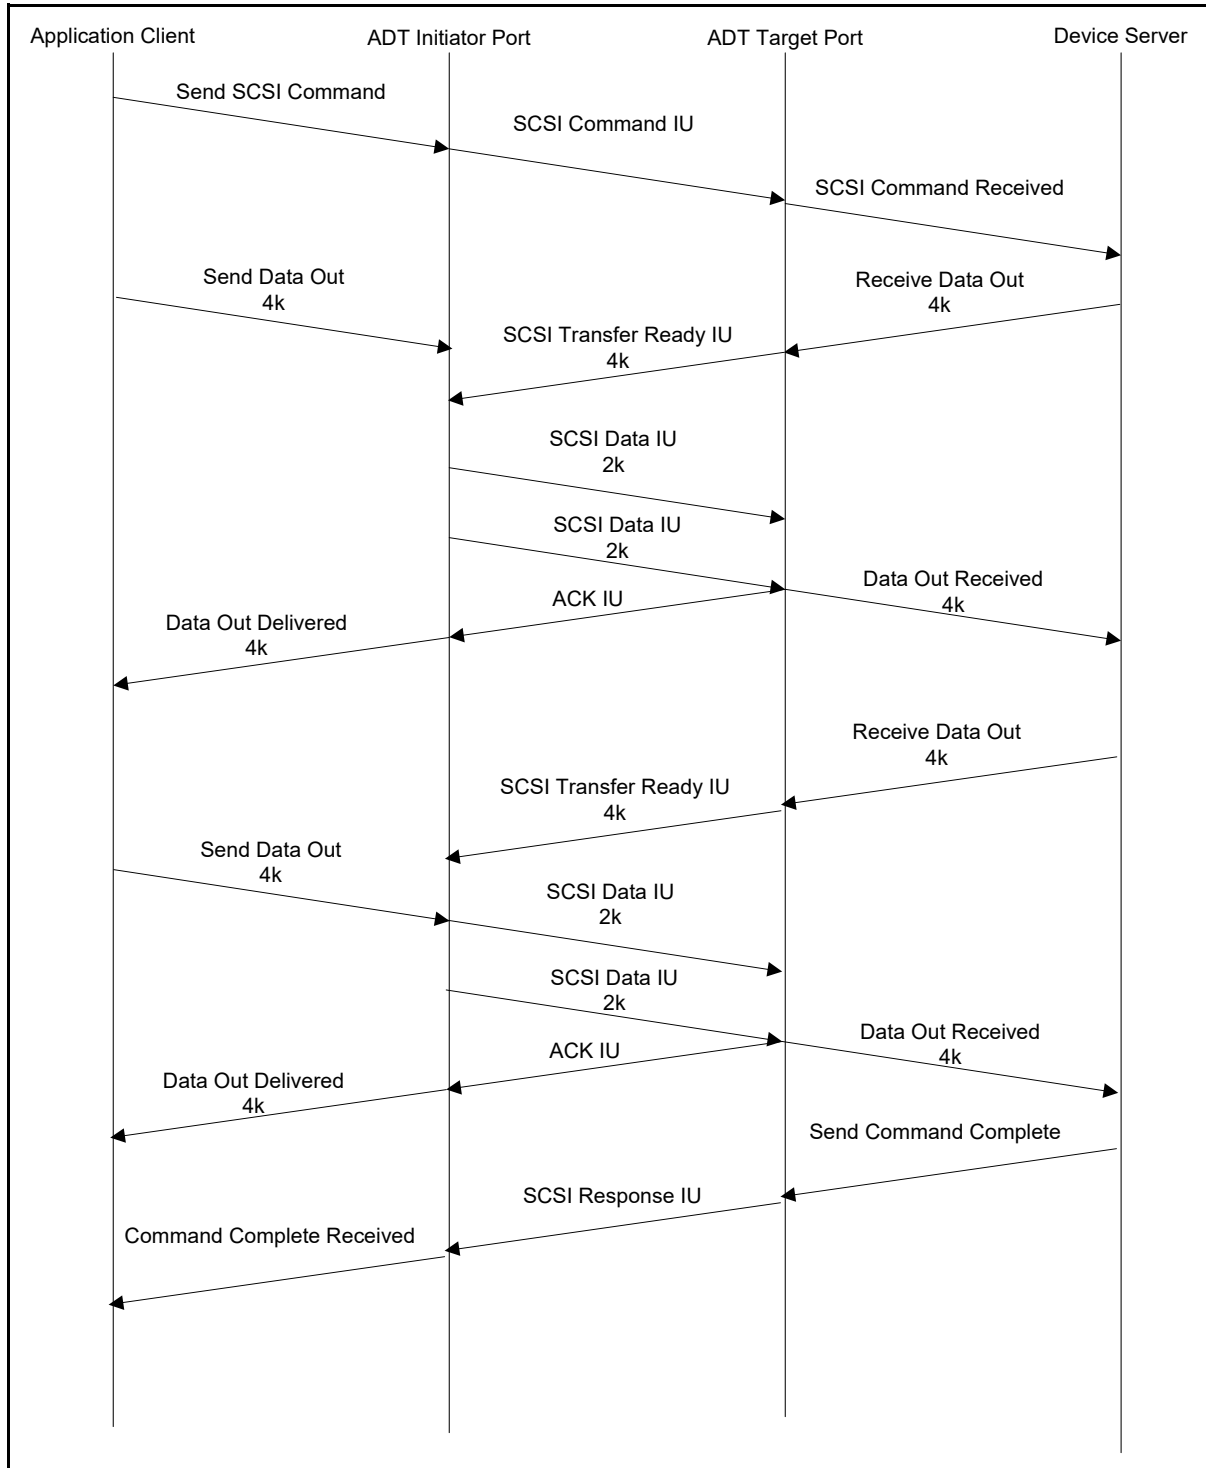 Application Client
ADT Initiator Port
ADT Target Port
Device Server
Send SCSI Command
SCSI Command IU
SCSI Command Received
Send Data Out
4k
Receive Data Out
4k
SCSI Transfer Ready IU
4k
SCSI Data IU
2k
SCSI Data IU
2k
Data Out Received
4k
ACK IU
Data Out Delivered
4k
Receive Data Out
4k
SCSI Transfer Ready IU
4k
Send Data Out
4k
SCSI Data IU
2k
SCSI Data IU
2k
Data Out Received
4k
ACK IU
Data Out Delivered
4k
Send Command Complete
SCSI Response IU
Command Complete Received